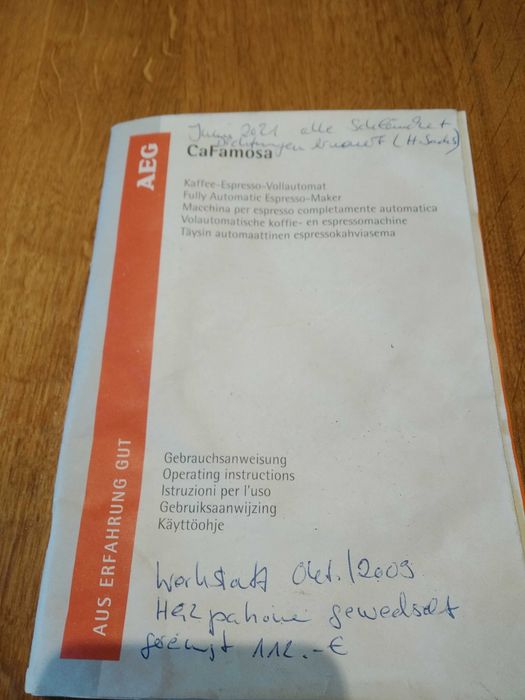 Juni 2021 alle Schläuche+
Dichtungen erneuert (H. Sachs)
AEG
CaFamosa
Kaffee-Espresso-Vollautomat
Fully Automatic Espresso-Maker
Macchina per espresso completamente automatica
Volautomatische koffie- en espressomachine
Täysin automaattinen espressokahviasema
Gebrauchsanweisung
Operating instructions
Istruzioni per l'uso
Gebruiksaanwijzing
Käyttöohje
AUS ERFAHRUNG GUT
Werkstatt Okt./2009
gewechselt
gereinigt 112.-€